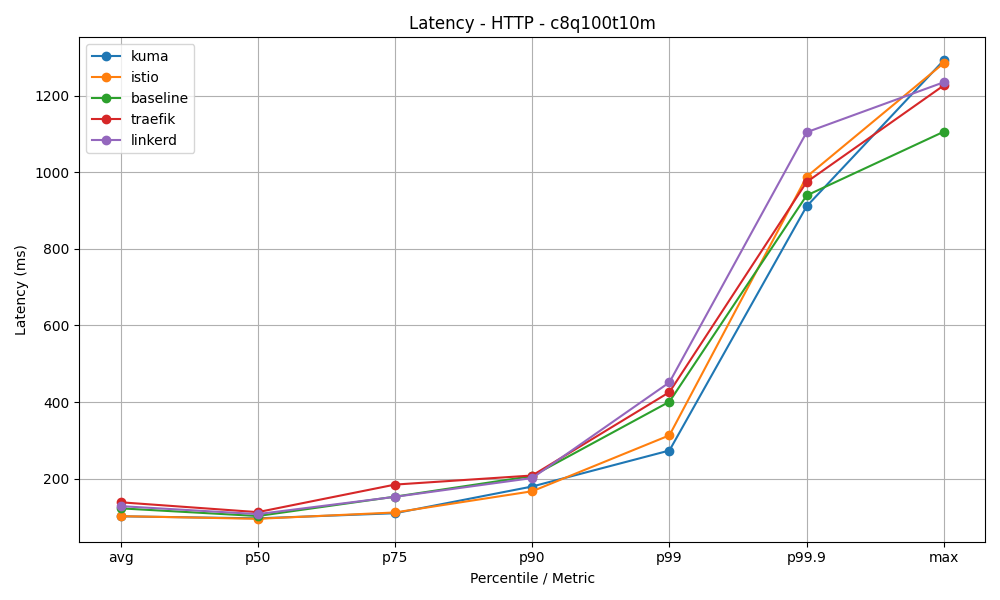 Latency - HTTP - c8q100t10m
kuma
istio
baseline
traefik
linkerd
Latency (ms)
1200
1000
800
600
400
200
avg p50 p75 p90 p99 p99.9 max
Percentile / Metric